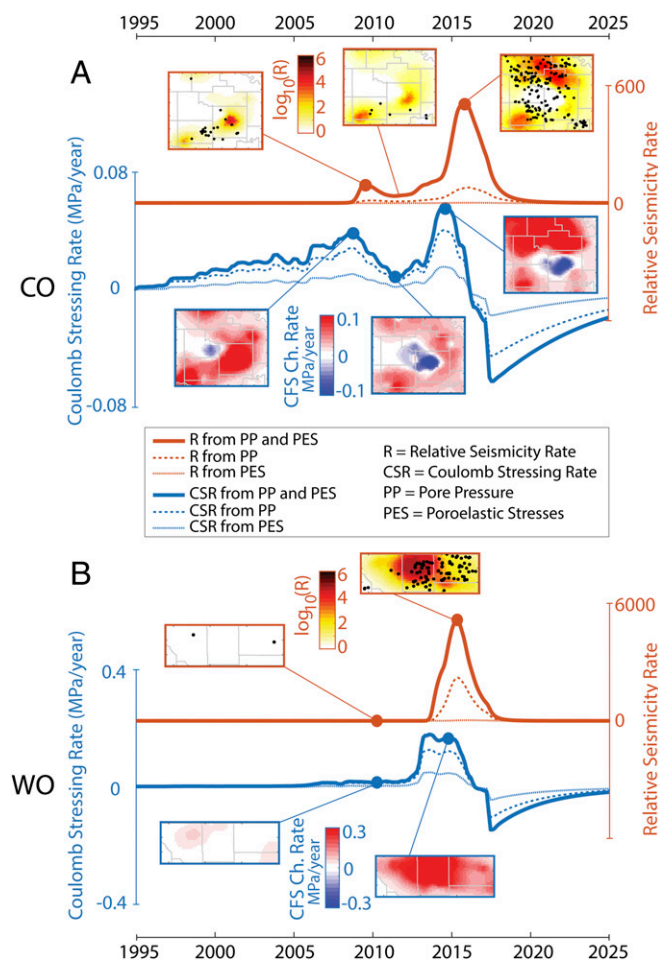 1995 2000 2005 2010 2015 2020 2025
A
log10(R)
6
4
2
0
600
0
Relative Seismicity Rate
0.08
0
-0.08
Coulomb Stressing Rate (MPa/year)
CO
CFS Ch. Rate
MPa/year
0.1
0
-0.1
R from PP and PES
R from PP
R from PES
CSR from PP and PES
CSR from PP
CSR from PES
R = Relative Seismicity Rate
CSR = Coulomb Stressing Rate
PP = Pore Pressure
PES = Poroelastic Stresses
B
log10(R)
6
4
2
0
6000
0
Relative Seismicity Rate
0.4
0
-0.4
Coulomb Stressing Rate (MPa/year)
WO
CFS Ch. Rate
MPa/year
0.3
0
-0.3
1995 2000 2005 2010 2015 2020 2025